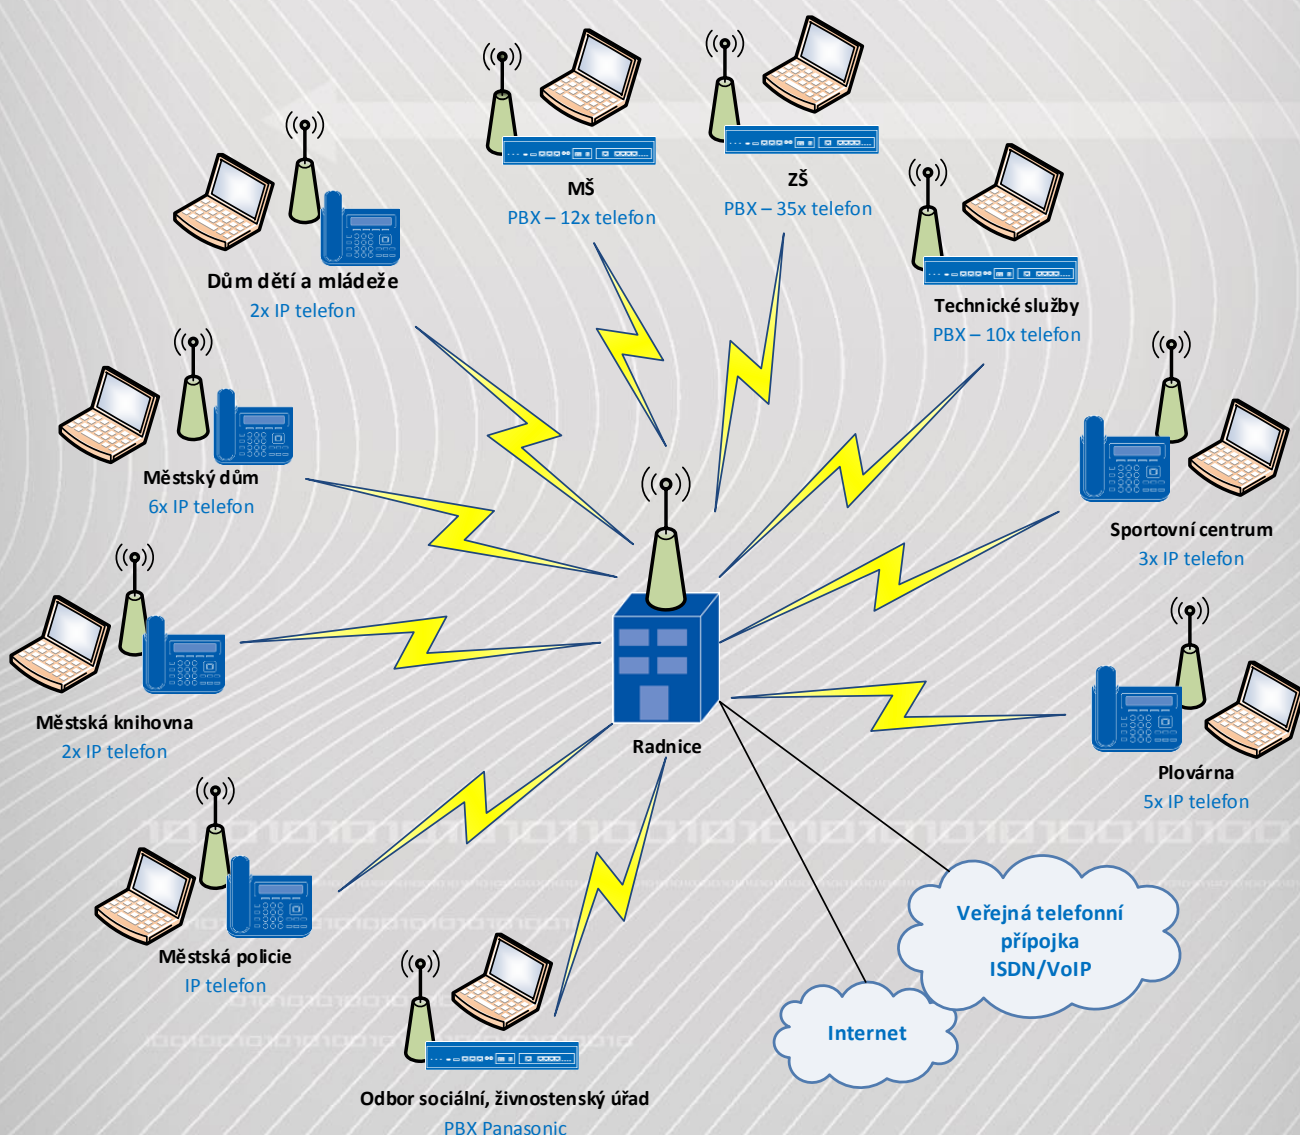 MŠ
PBX – 12x telefon
ZŠ
PBX – 35x telefon
Technické služby
PBX – 10x telefon
Dům dětí a mládeže
2x IP telefon
Městský dům
6x IP telefon
Sportovní centrum
3x IP telefon
Městská knihovna
2x IP telefon
Radnice
Plovárna
5x IP telefon
Městská policie
IP telefon
Veřejná telefonní
přípojka
ISDN/VoIP
Internet
Odbor sociální, živnostenský úřad
PBX Panasonic